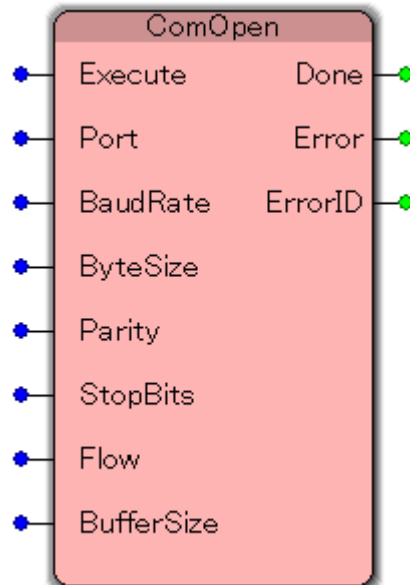 ComOpen
Execute Done
Port Error
BaudRate ErrorID
ByteSize
Parity
StopBits
Flow
BufferSize